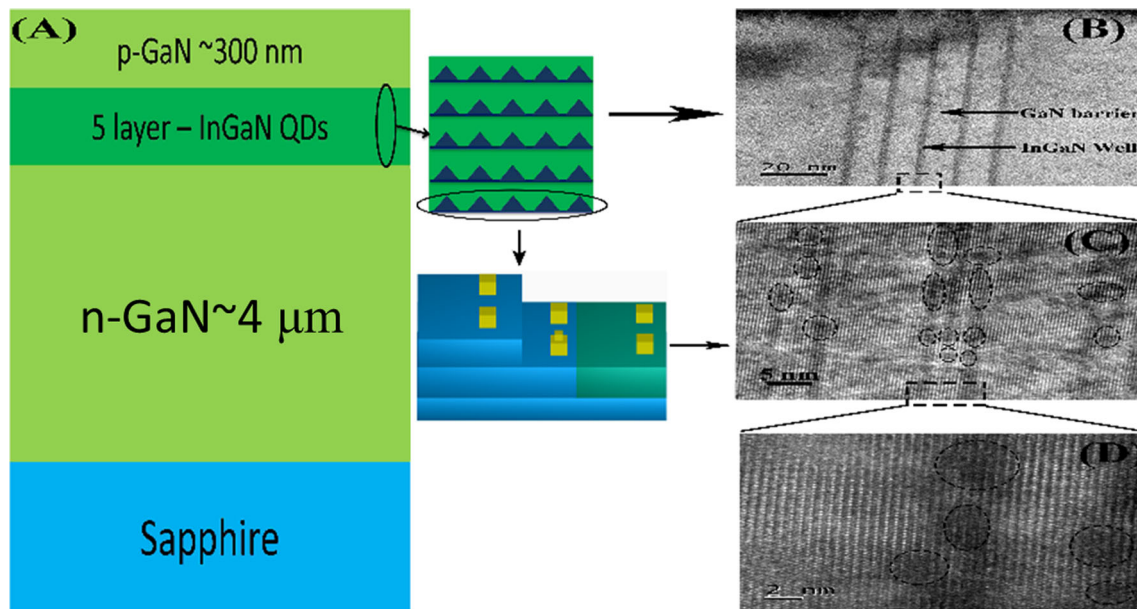 (A)
p-GaN ~300 nm
5 layer – InGaN QDs
n-GaN~4 μm
Sapphire
(B)
GaN barrier
InGaN Well
20 nm
(C)
5 nm
(D)
2 nm